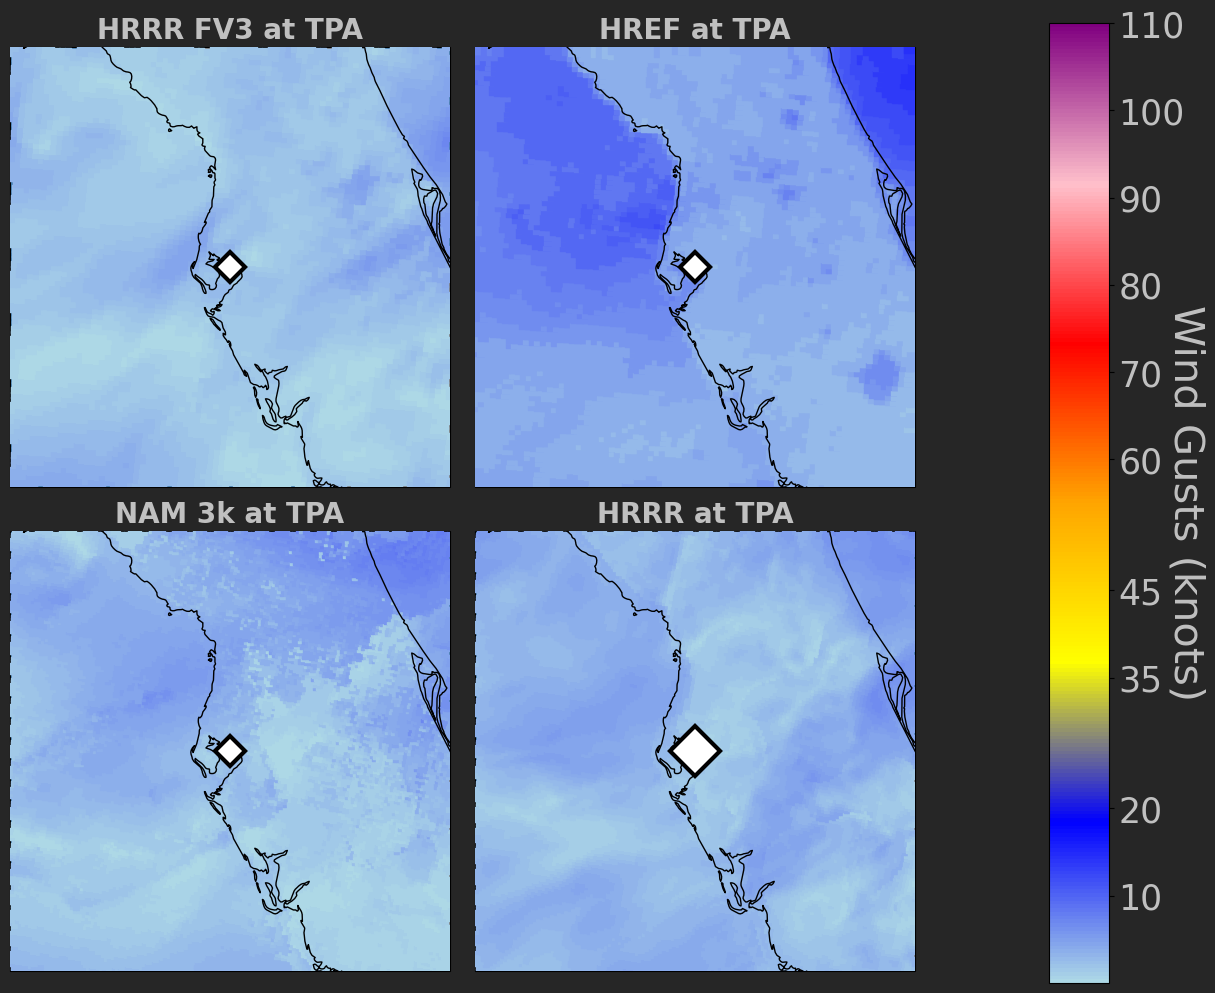 HRRR FV3 at TPA
HREF at TPA
NAM 3k at TPA
HRRR at TPA
110
100
90
80
70
60
45
35
20
10
Wind Gusts (knots)